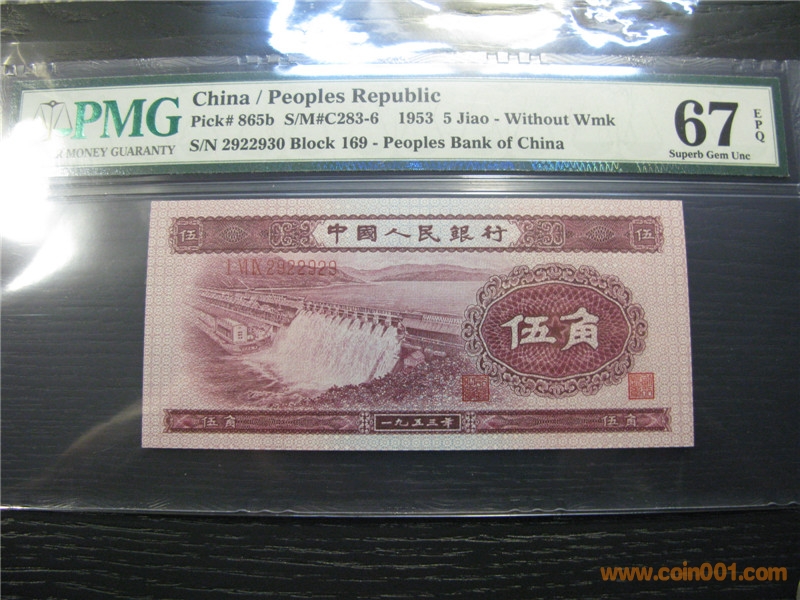 PMG
MONEY GUARANTY
China / Peoples Republic
Pick# 865b S/M#C283-6 1953 5 Jiao - Without Wmk
S/N 2922930 Block 169 - Peoples Bank of China
67
EPQ
Superb Gem Unc
伍
中國人民銀行
伍
I VI IX 2922929
伍角
伍角
一九五三年
伍角
www.coin001.com